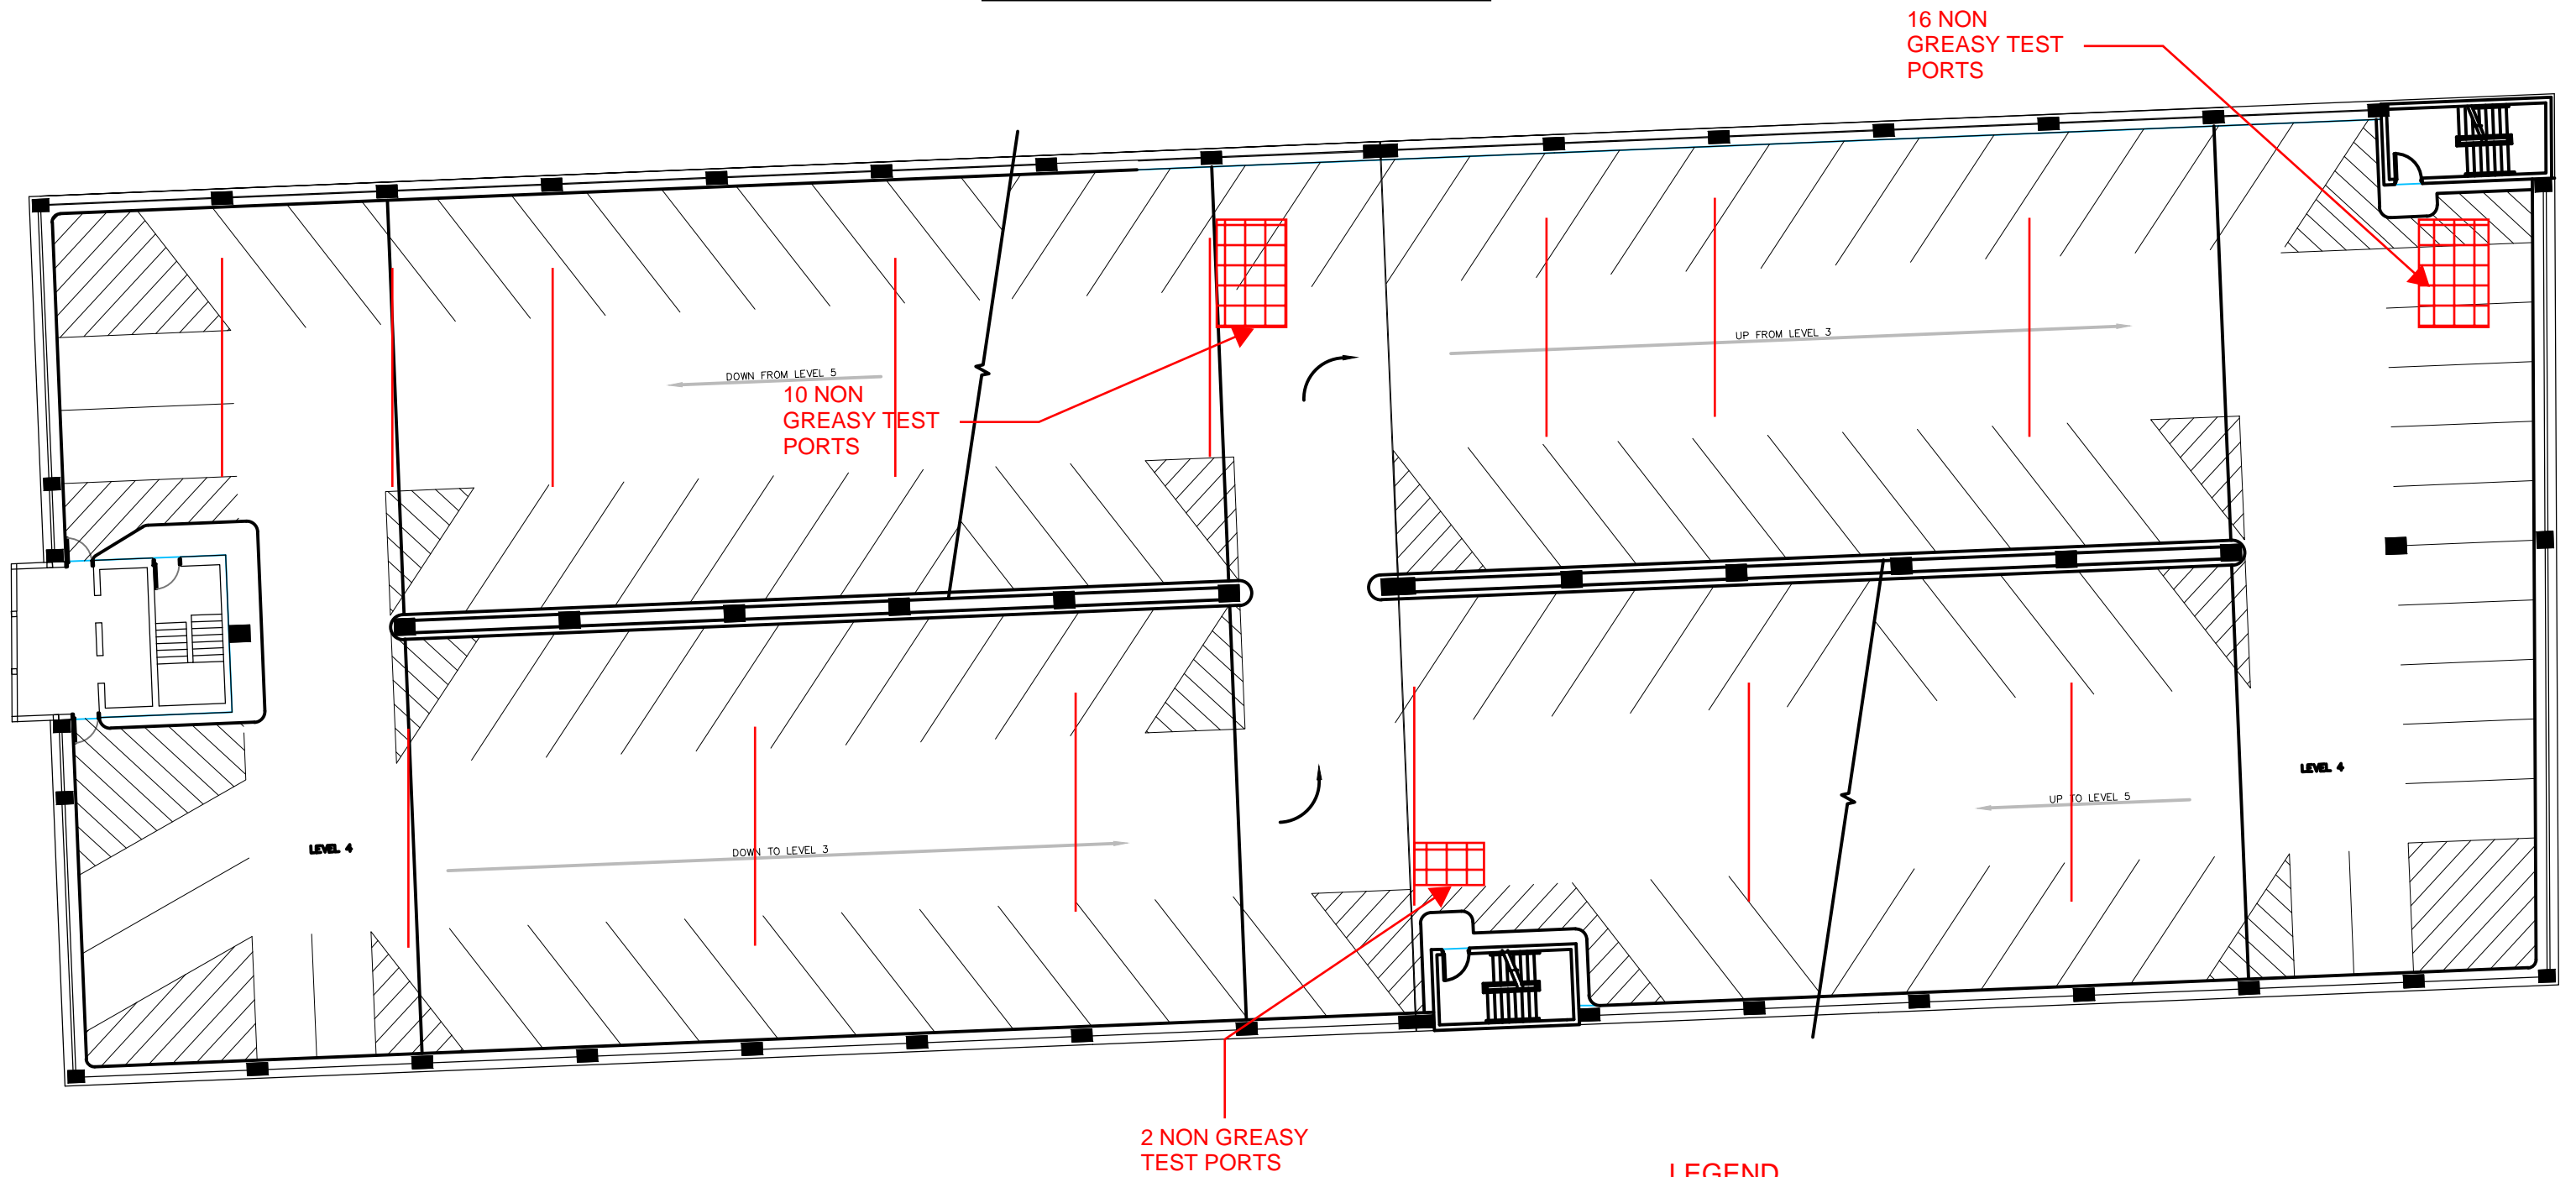 16 NON
GREASY TEST
PORTS
UP FROM LEVEL 3
DOWN FROM LEVEL 5
10 NON
GREASY TEST
PORTS
LEVEL 4
UP TO LEVEL 5
LEVEL 4
DOWN TO LEVEL 3
2 NON GREASY
TEST PORTS
LEGEND